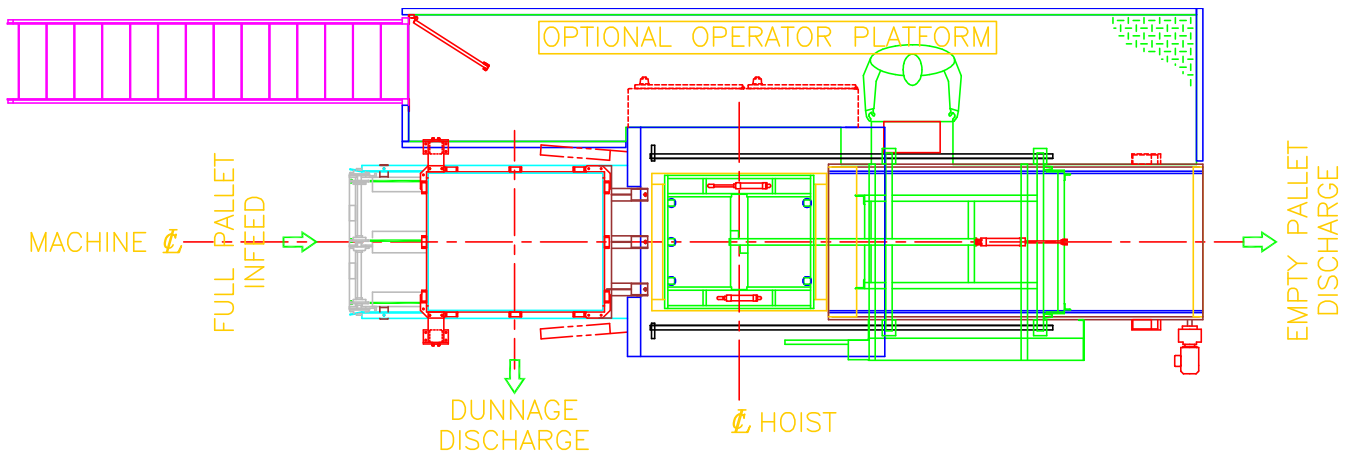 OPTIONAL OPERATOR PLATFORM
MACHINE ℄
FULL PALLET
INFEED
EMPTY PALLET
DISCHARGE
DUNNAGE
DISCHARGE
℄ HOIST